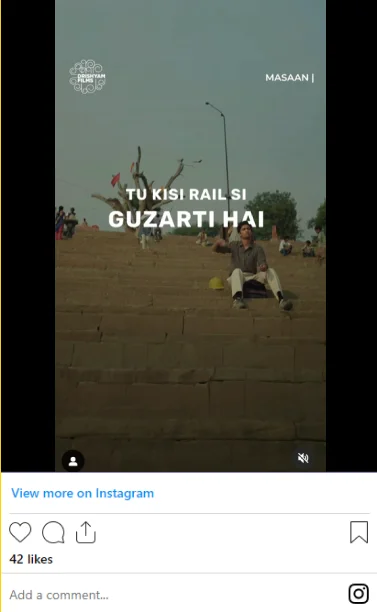 DRISHYAM
FILMS
MASAAN |
TU KISI RAIL SI
GUZARTI HAI
View more on Instagram
42 likes
Add a comment...